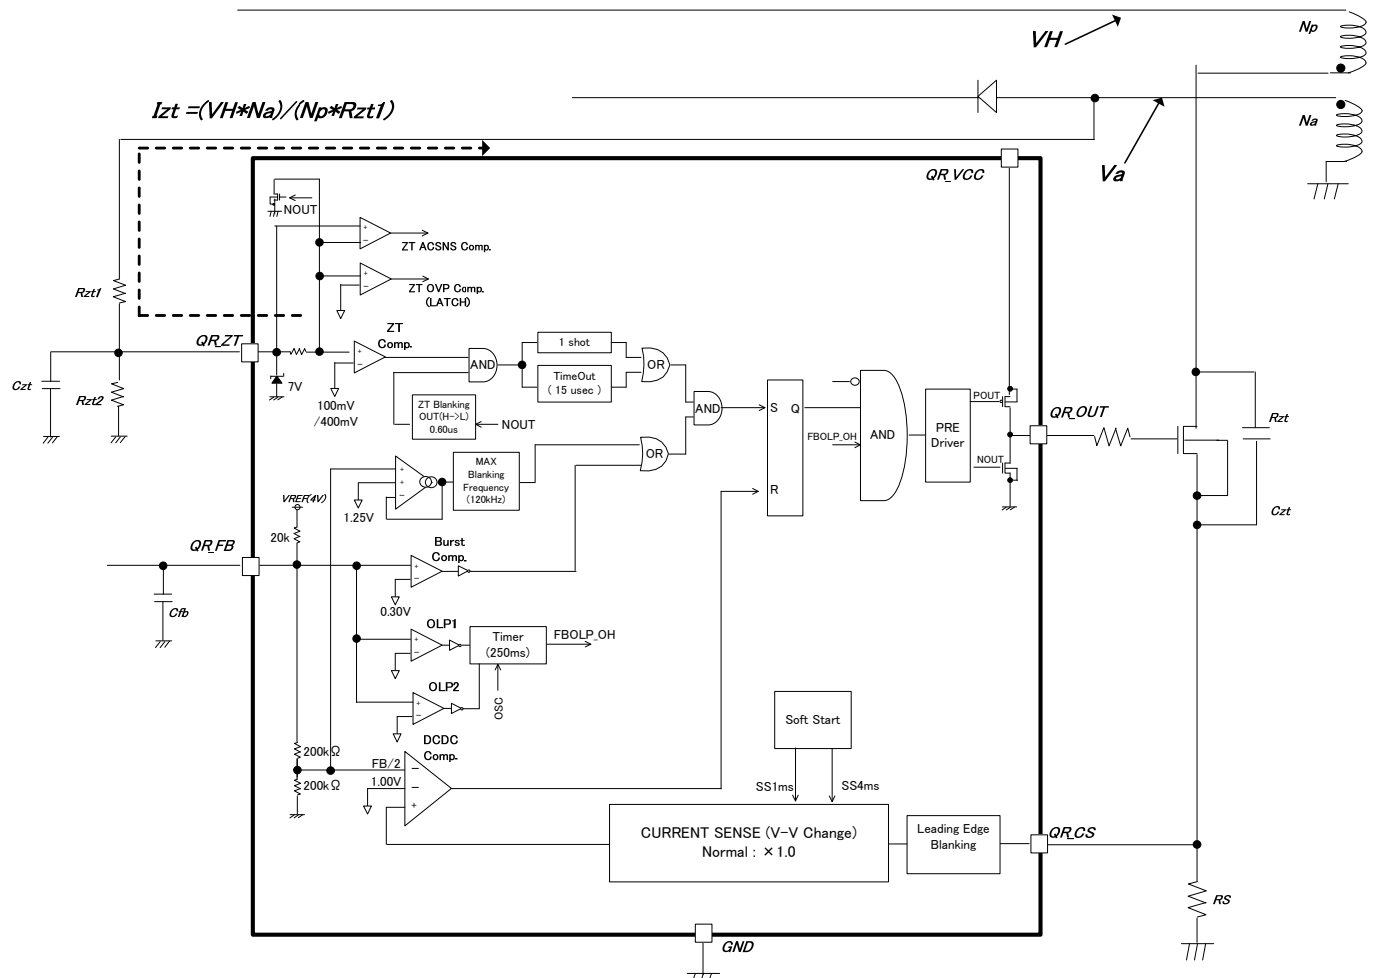 Np
VH
Izt =(VH*Na)/(Np*Rzt1)
Na
Va
QR_VCC
NOUT
ZT ACSNS Comp.
ZT OVP Comp.
(LATCH)
Rzt1
QR_ZT
ZT
Comp.
1 shot
AND
OR
TimeOut
( 15 usec )
Czt
Rzt2
7V
100mV
/400mV
ZT Blanking
OUT(H->L)
0.60us
NOUT
AND
S Q
R
FBOLP_OH
AND
PRE
Driver
POUT
NOUT
QR_OUT
Rzt
Czt
OR
MAX
Blanking
Frequency
(120kHz)
1.25V
VREF(4V)
20k
QR_FB
Cfb
Burst
Comp.
0.30V
OLP1
Timer
(250ms)
FBOLP_OH
OLP2
OSC
Soft Start
SS1ms
SS4ms
200kΩ
200kΩ
DCDC
Comp.
FB/2
1.00V
CURRENT SENSE (V-V Change)
Normal : ×1.0
Leading Edge
Blanking
QR_CS
RS
GND